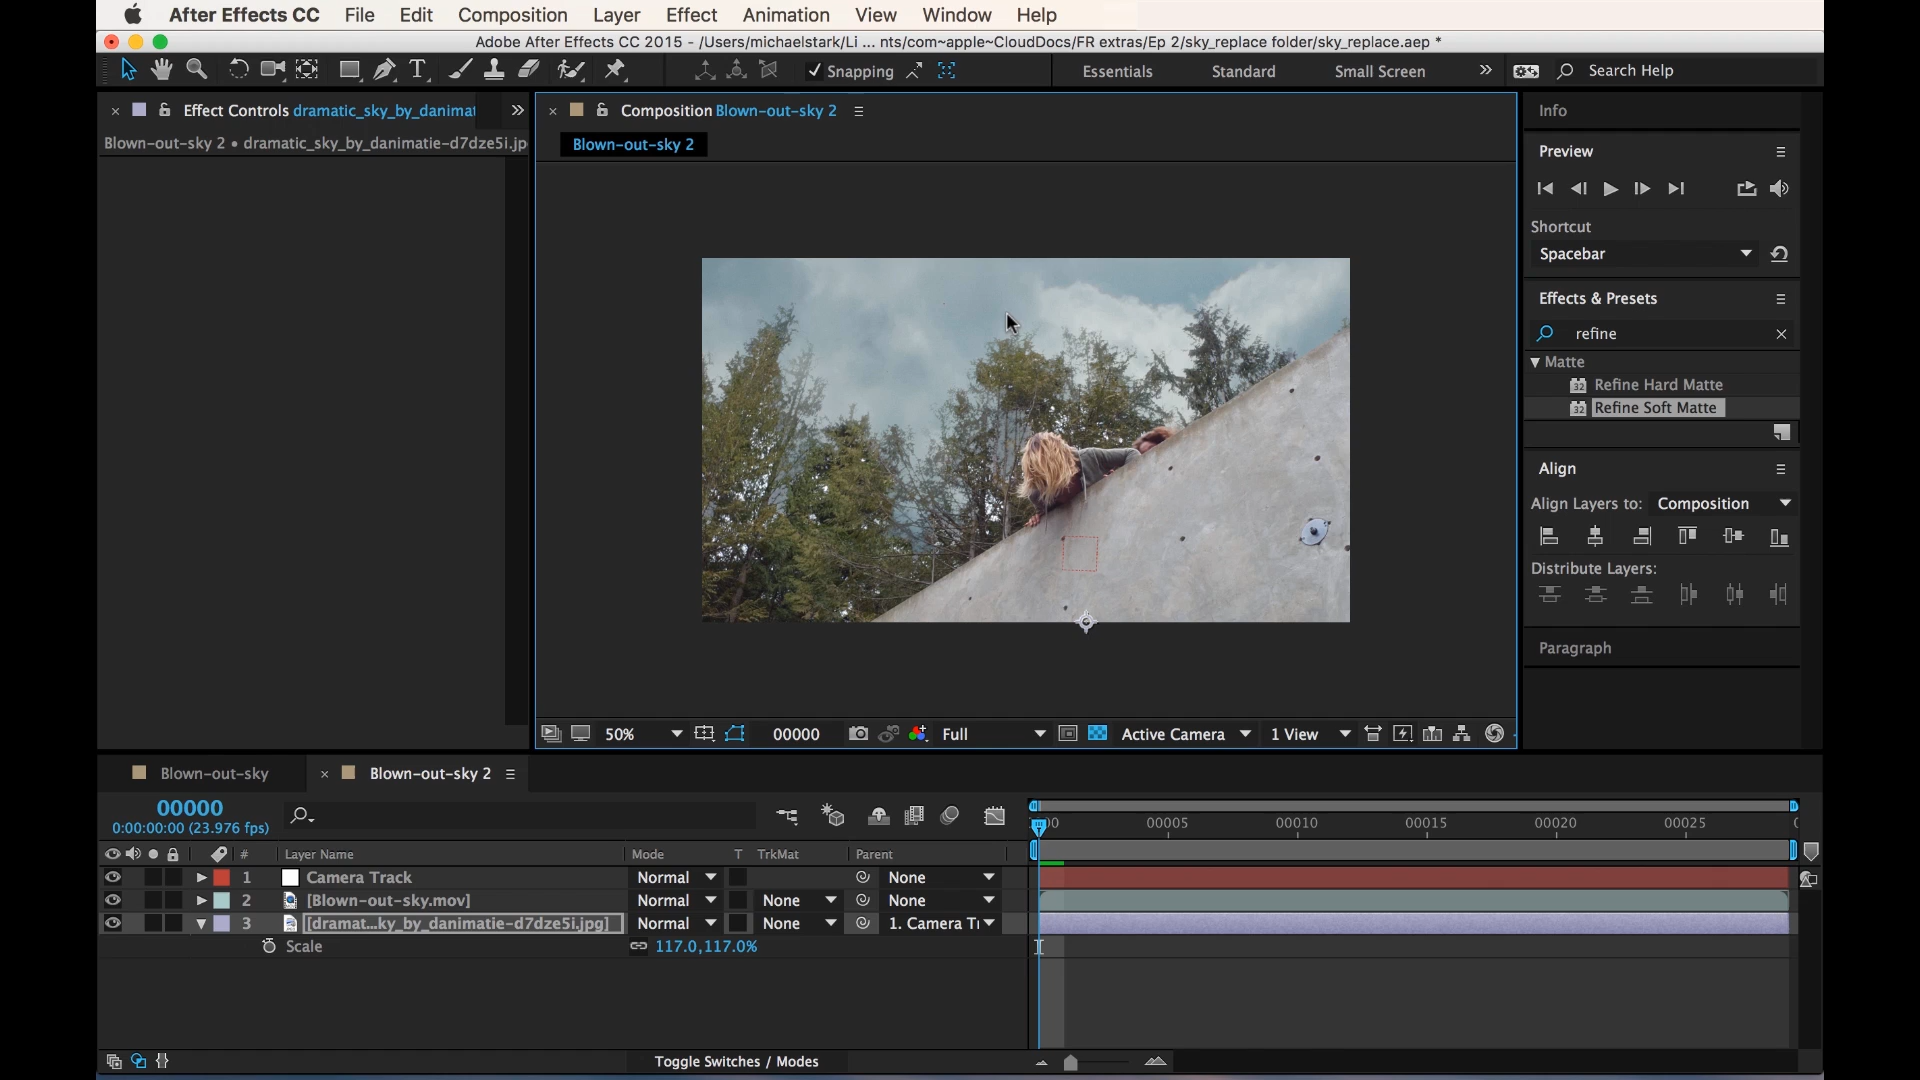 After Effects CC File Edit Composition Layer Effect Animation View Window Help
Adobe After Effects CC 2015 - /Users/michaelstark/Li ... nts/com~apple~CloudDocs/FR extras/Ep 2/sky_replace folder/sky_replace.aep *
Snapping Essentials Standard Small Screen Search Help
Effect Controls dramatic_sky_by_danimat
Blown-out-sky 2 • dramatic_sky_by_danimatie-d7dze5i.jp
Composition Blown-out-sky 2
Blown-out-sky 2
Info
Preview
Shortcut
Spacebar
Effects & Presets
refine
Matte
32 Refine Hard Matte
32 Refine Soft Matte
Align
Align Layers to: Composition
Distribute Layers:
Paragraph
50% 00000 Full Active Camera 1 View
Blown-out-sky Blown-out-sky 2
00000
0:00:00:00 (23.976 fps)
00005 00010 00015 00020 00025
# Layer Name Mode T TrkMat Parent
1 Camera Track Normal None
2 [Blown-out-sky.mov] Normal None None
3 [dramat...ky_by_danimatie-d7dze5i.jpg] Normal None 1. Camera Tr
Scale 117.0,117.0%
Toggle Switches / Modes